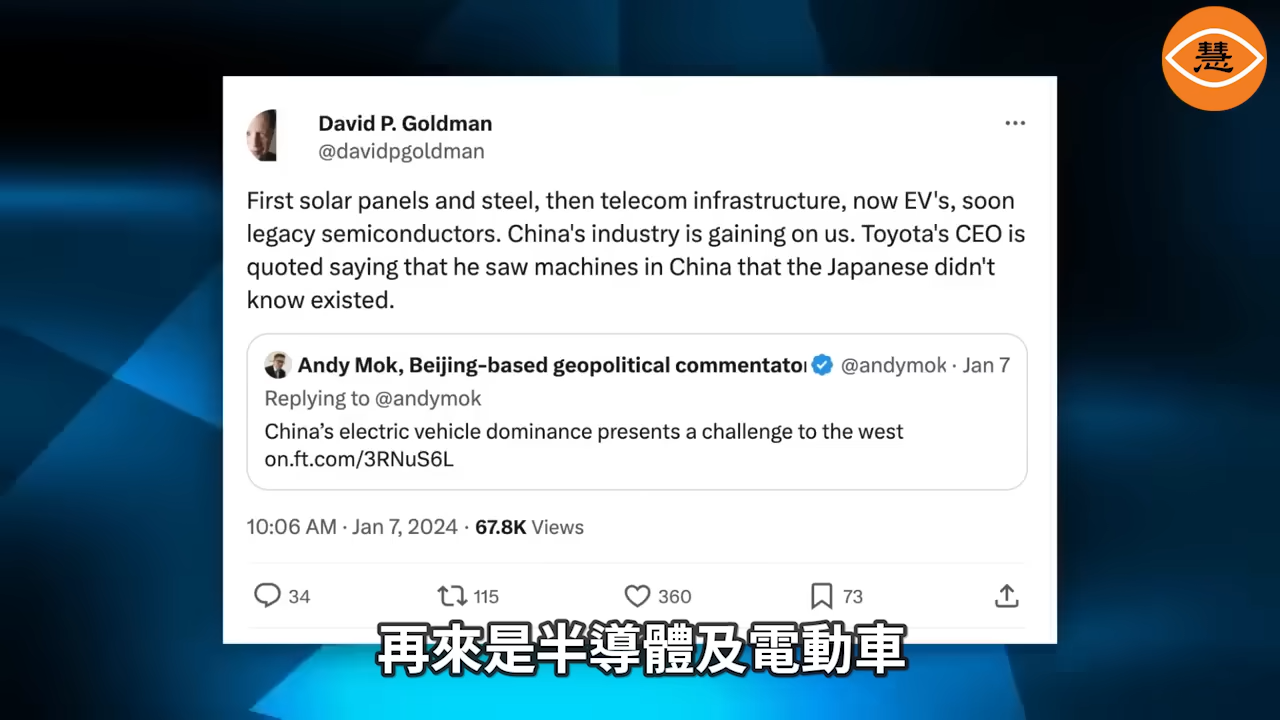 慧
David P. Goldman
@davidpgoldman
First solar panels and steel, then telecom infrastructure, now EV's, soon
legacy semiconductors. China's industry is gaining on us. Toyota's CEO is
quoted saying that he saw machines in China that the Japanese didn't
know existed.
Andy Mok, Beijing-based geopolitical commentator @andymok · Jan 7
Replying to @andymok
China’s electric vehicle dominance presents a challenge to the west
on.ft.com/3RNuS6L
10:06 AM · Jan 7, 2024 · 67.8K Views
34 115 360 73
再來是半導體及電動車